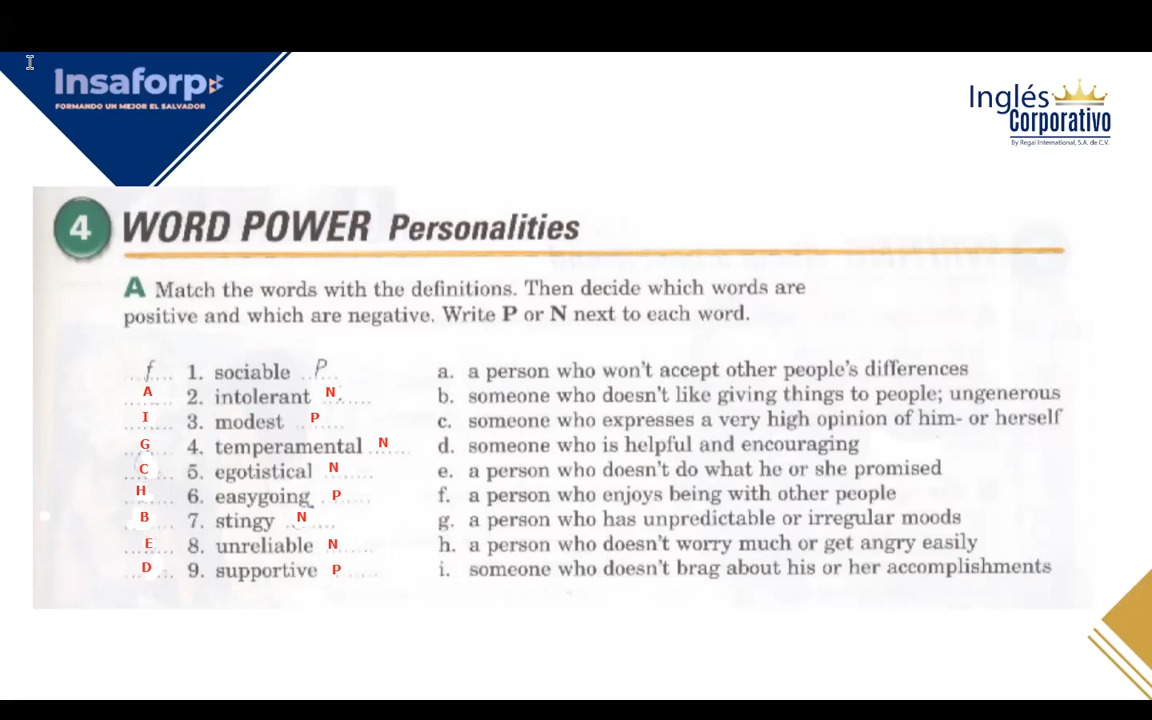 Insaforp
FORMANDO UN MEJOR EL SALVADOR
Inglés
Corporativo
By Regal International, S.A. de C.V.
4 WORD POWER Personalities
A Match the words with the definitions. Then decide which words are
positive and which are negative. Write P or N next to each word.
f 1. sociable P
A 2. intolerant N
I 3. modest P
G 4. temperamental N
C 5. egotistical N
H 6. easygoing P
B 7. stingy N
E 8. unreliable N
D 9. supportive P
a. a person who won't accept other people's differences
b. someone who doesn't like giving things to people; ungenerous
c. someone who expresses a very high opinion of him- or herself
d. someone who is helpful and encouraging
e. a person who doesn't do what he or she promised
f. a person who enjoys being with other people
g. a person who has unpredictable or irregular moods
h. a person who doesn't worry much or get angry easily
i. someone who doesn't brag about his or her accomplishments